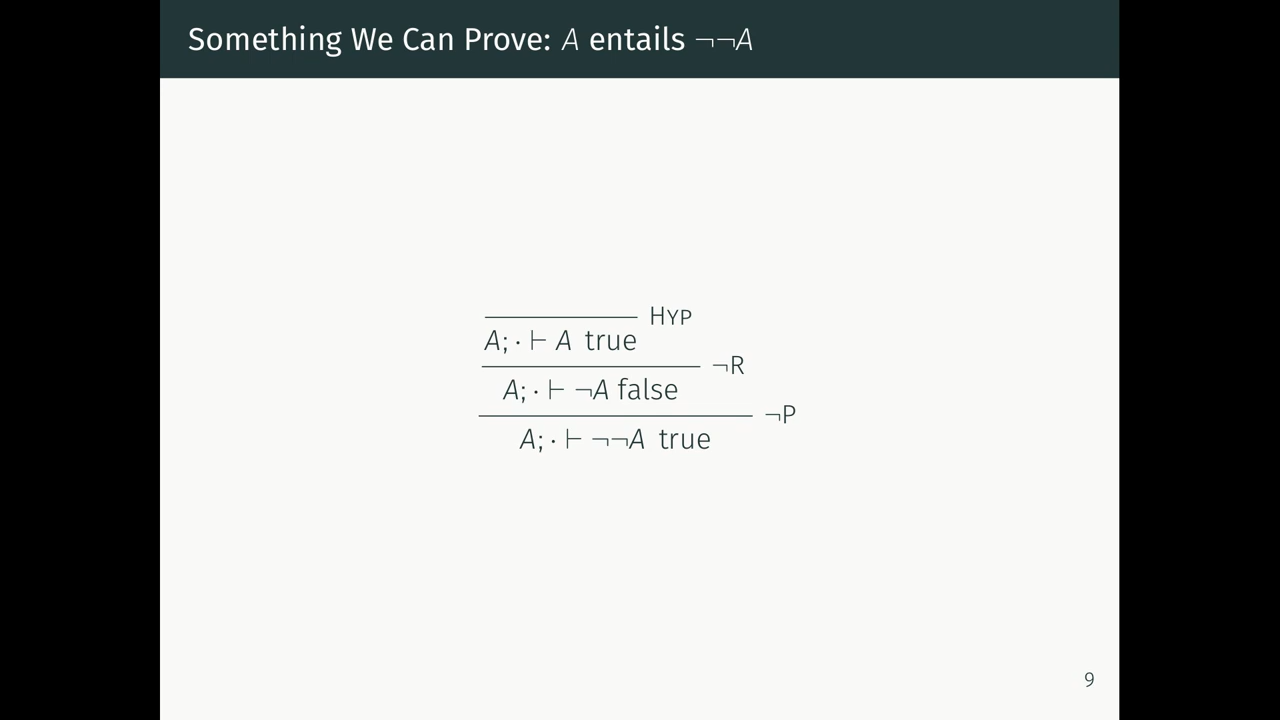 Something We Can Prove: A entails ¬¬A
Hyp
A; · ⊢ A true
¬R
A; · ⊢ ¬A false
¬P
A; · ⊢ ¬¬A true
9